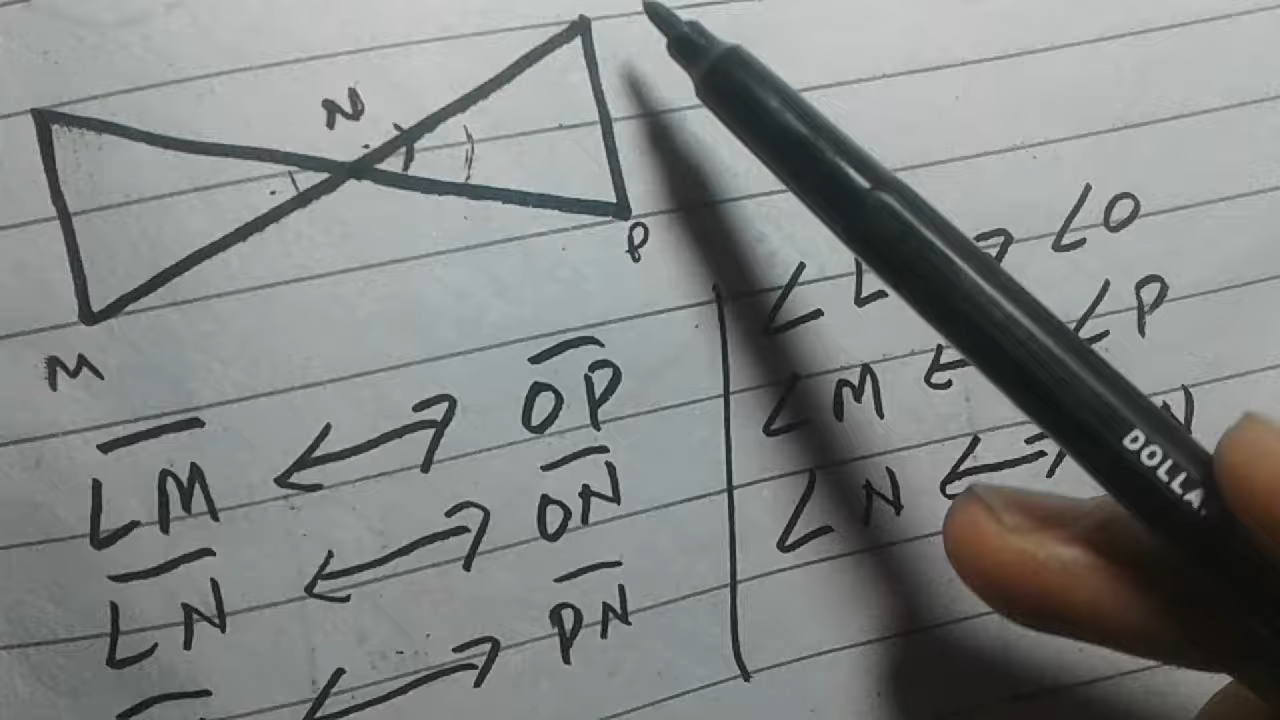 N
P
M
LM ↔ OP
LN ↔ ON
↔ PN
∠L ∠O
∠M ∠P
∠N ↔ N
DOLLA